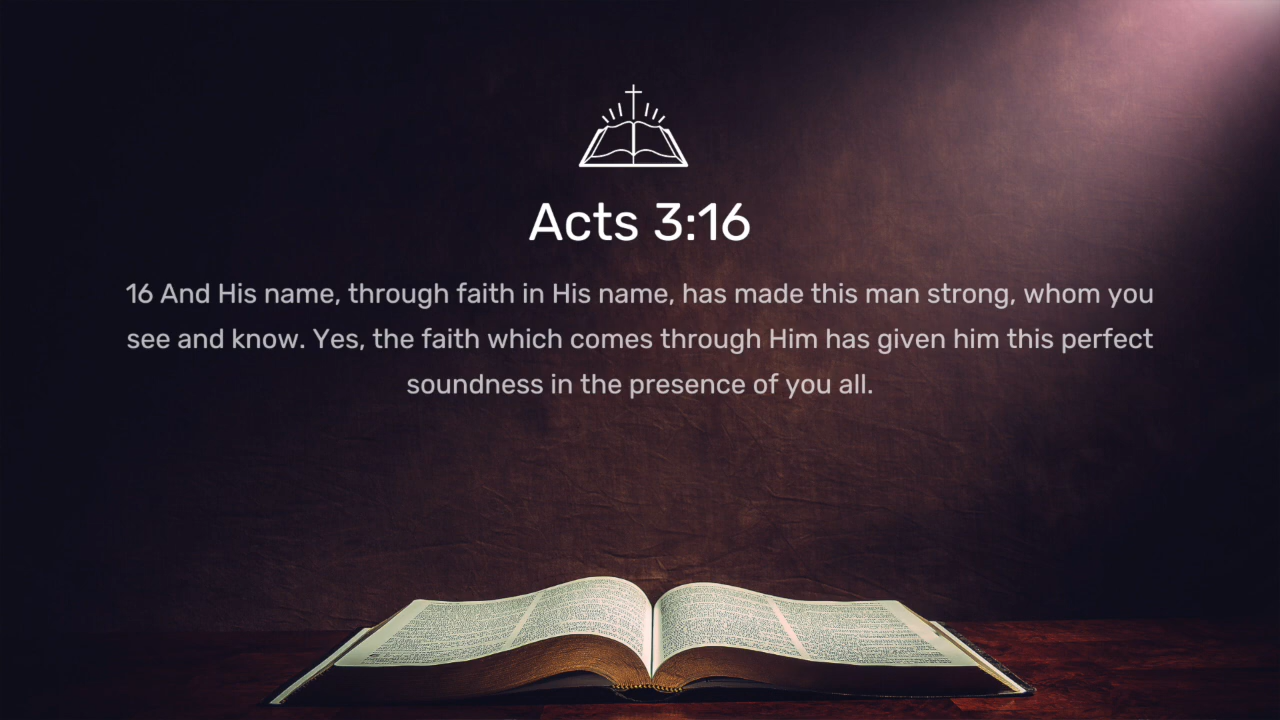 Acts 3:16
16 And His name, through faith in His name, has made this man strong, whom you
see and know. Yes, the faith which comes through Him has given him this perfect
soundness in the presence of you all.